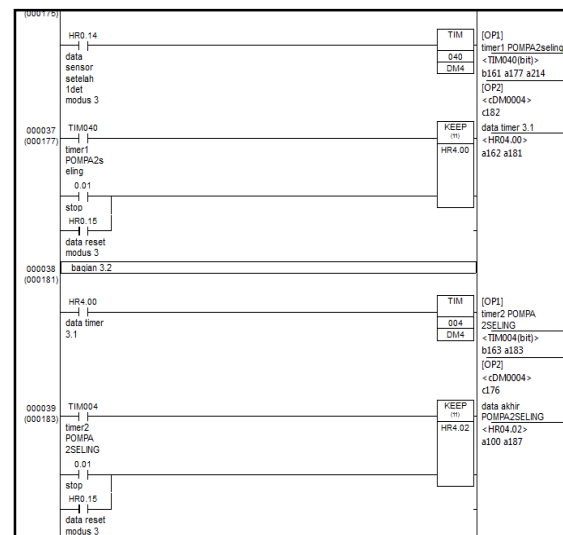 (000175)
HR0.14
data
sensor
setelah
1det
modus 3
TIM
040
DM4
[OP1]
timer1 POMPA2seling
<TIM040(bit)>
b161 a177 a214
[OP2]
<cDM0004>
c182
000037
(000177)
TIM040
timer1
POMPA2s
eling
0.01
stop
HR0.15
data reset
modus 3
KEEP
(11)
HR4.00
data timer 3.1
<HR04.00>
a162 a181
000038
(000181)
bagian 3.2
HR4.00
data timer
3.1
TIM
004
DM4
[OP1]
timer2 POMPA
2SELING
<TIM004(bit)>
b163 a183
[OP2]
<cDM0004>
c176
000039
(000183)
TIM004
timer2
POMPA
2SELING
0.01
stop
HR0.15
data reset
modus 3
KEEP
(11)
HR4.02
data akhir
POMPA2SELING
<HR04.02>
a100 a187